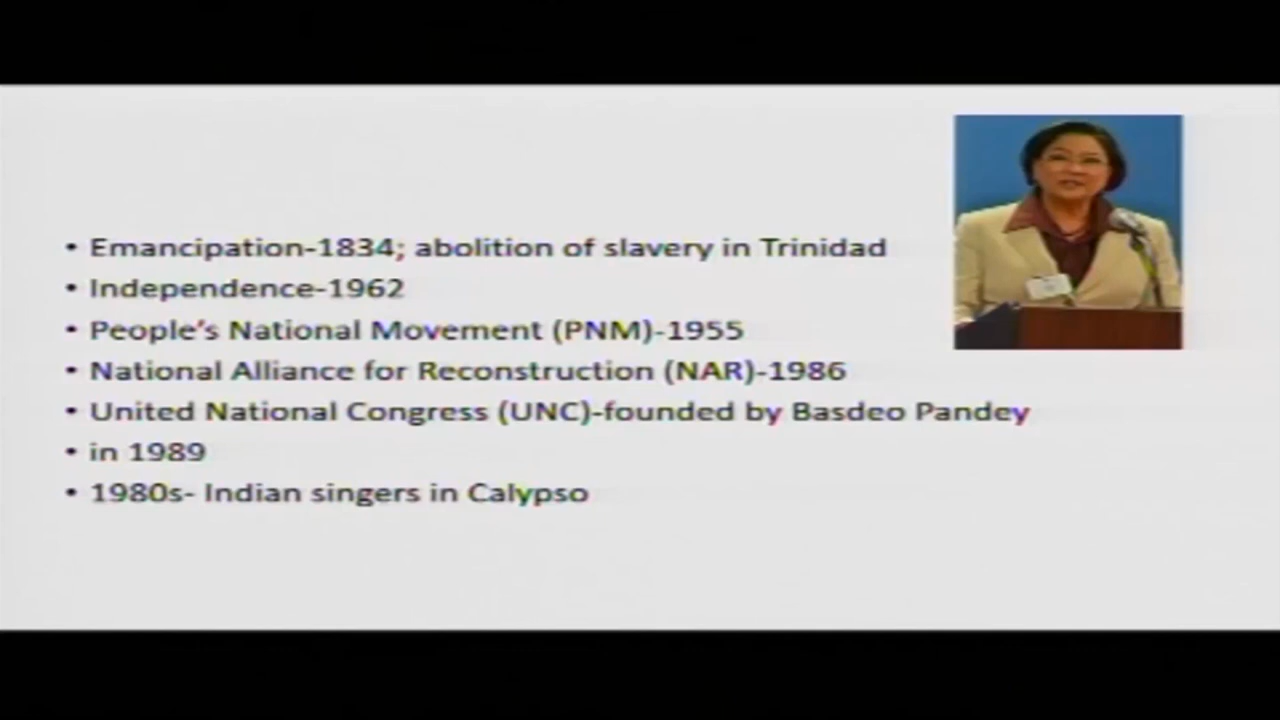 • Emancipation-1834; abolition of slavery in Trinidad
• Independence-1962
• People's National Movement (PNM)-1955
• National Alliance for Reconstruction (NAR)-1986
• United National Congress (UNC)-founded by Basdeo Pandey
• in 1989
• 1980s- Indian singers in Calypso